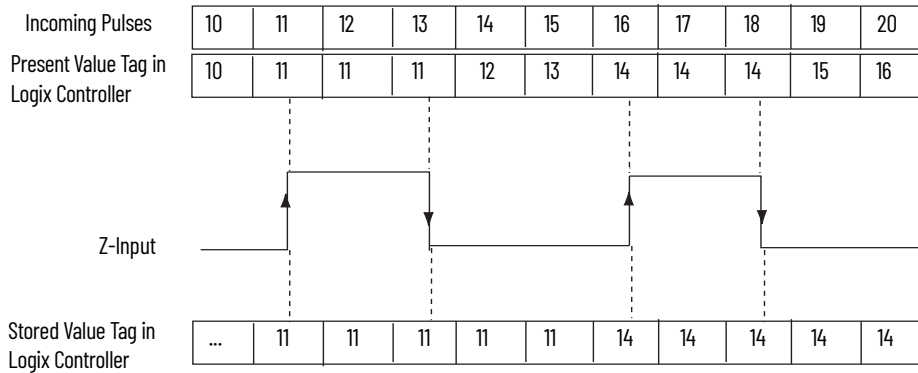 Incoming Pulses 10 11 12 13 14 15 16 17 18 19 20
Present Value Tag in
Logix Controller 10 11 11 11 12 13 14 14 14 15 16
Z-Input
Stored Value Tag in
Logix Controller ... 11 11 11 11 11 14 14 14 14 14